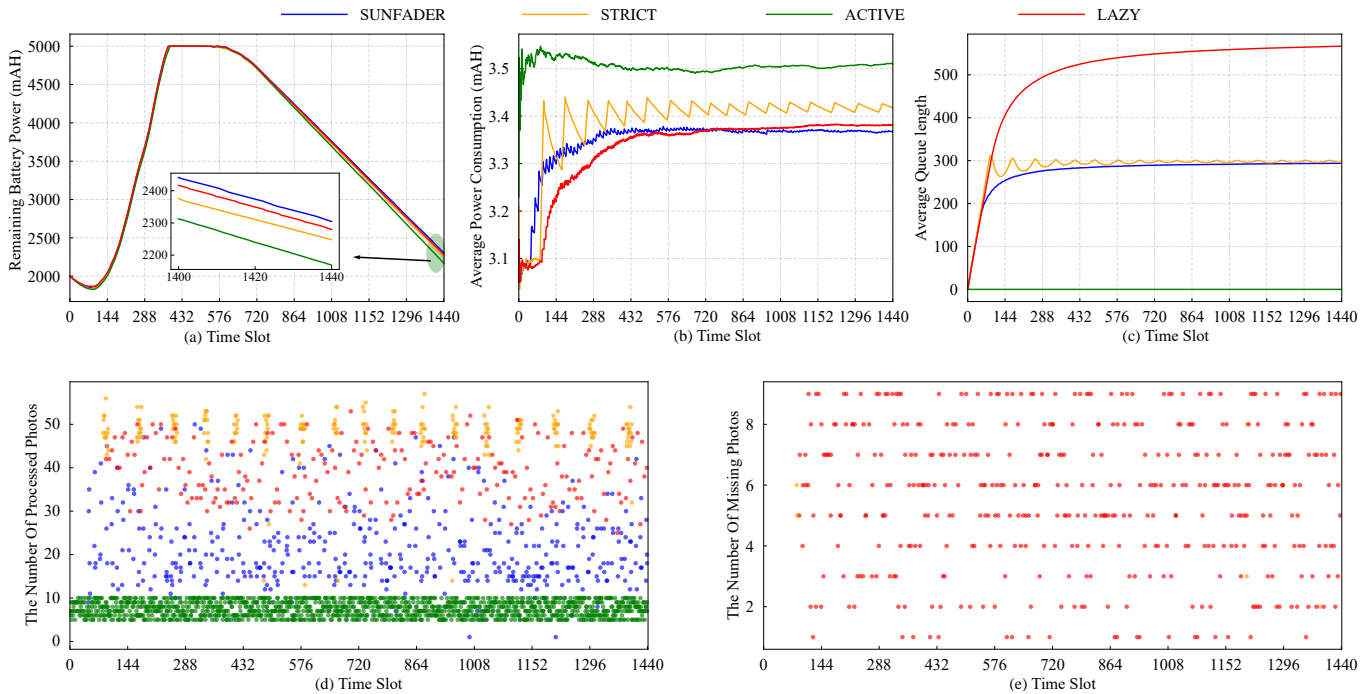 SUNFADER STRICT ACTIVE LAZY
Remaining Battery Power (mAH)
5000
4500
4000
3500
3000
2500
2000
2400
2300
2200
1400 1420 1440
0 144 288 432 576 720 864 1008 1152 1296 1440
(a) Time Slot
Average Power Consumption (mAH)
3.5
3.4
3.3
3.2
3.1
0 144 288 432 576 720 864 1008 1152 1296 1440
(b) Time Slot
Average Queue length
500
400
300
200
100
0
0 144 288 432 576 720 864 1008 1152 1296 1440
(c) Time Slot
The Number Of Processed Photos
50
40
30
20
10
0
0 144 288 432 576 720 864 1008 1152 1296 1440
(d) Time Slot
The Number Of Missing Photos
8
6
4
2
0 144 288 432 576 720 864 1008 1152 1296 1440
(e) Time Slot